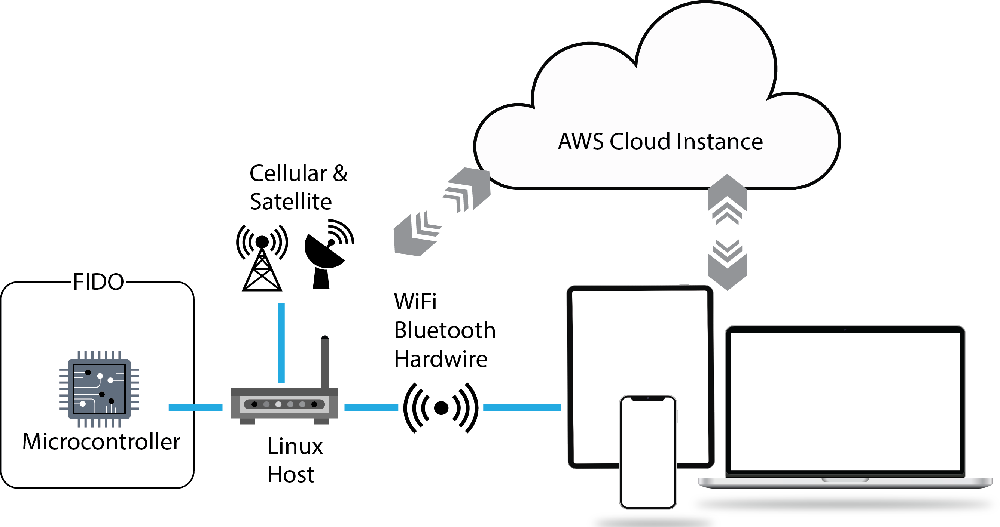 AWS Cloud Instance
Cellular &
Satellite
FIDO
WiFi
Bluetooth
Hardwire
Microcontroller
Linux
Host